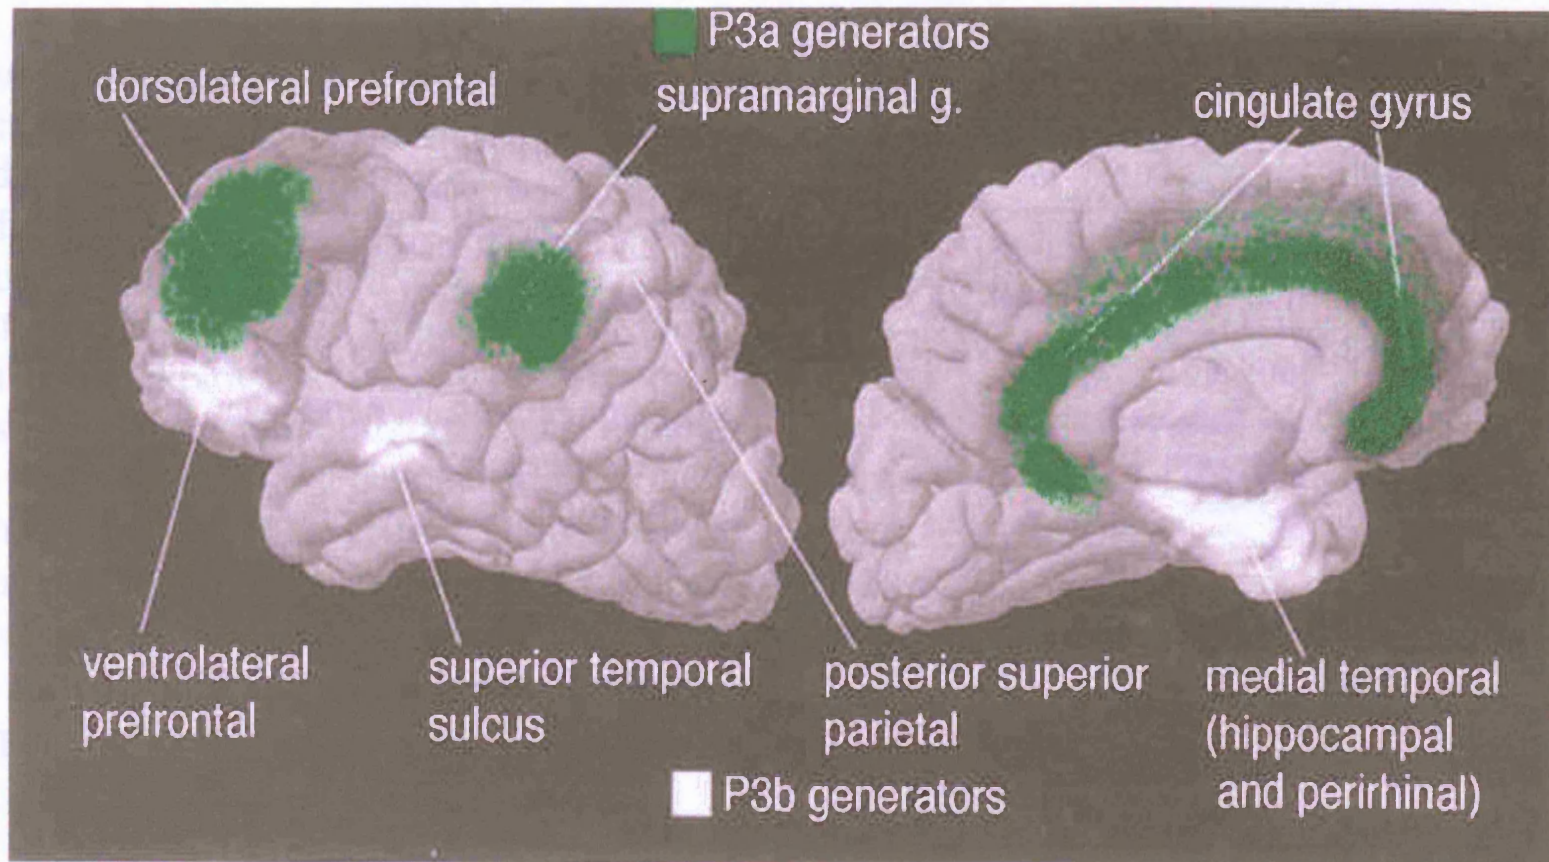 P3a generators
dorsolateral prefrontal
supramarginal g.
cingulate gyrus
ventrolateral
prefrontal
superior temporal
sulcus
posterior superior
parietal
medial temporal
(hippocampal
and perirhinal)
P3b generators